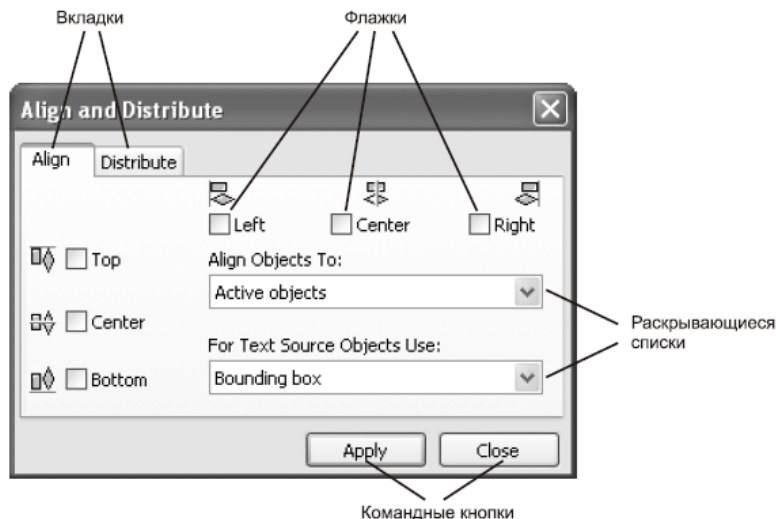 Вкладки
Флажки
Align and Distribute
Align
Distribute
Left
Center
Right
Top
Align Objects To:
Active objects
Center
Раскрывающиеся
списки
For Text Source Objects Use:
Bottom
Bounding box
Apply
Close
Командные кнопки